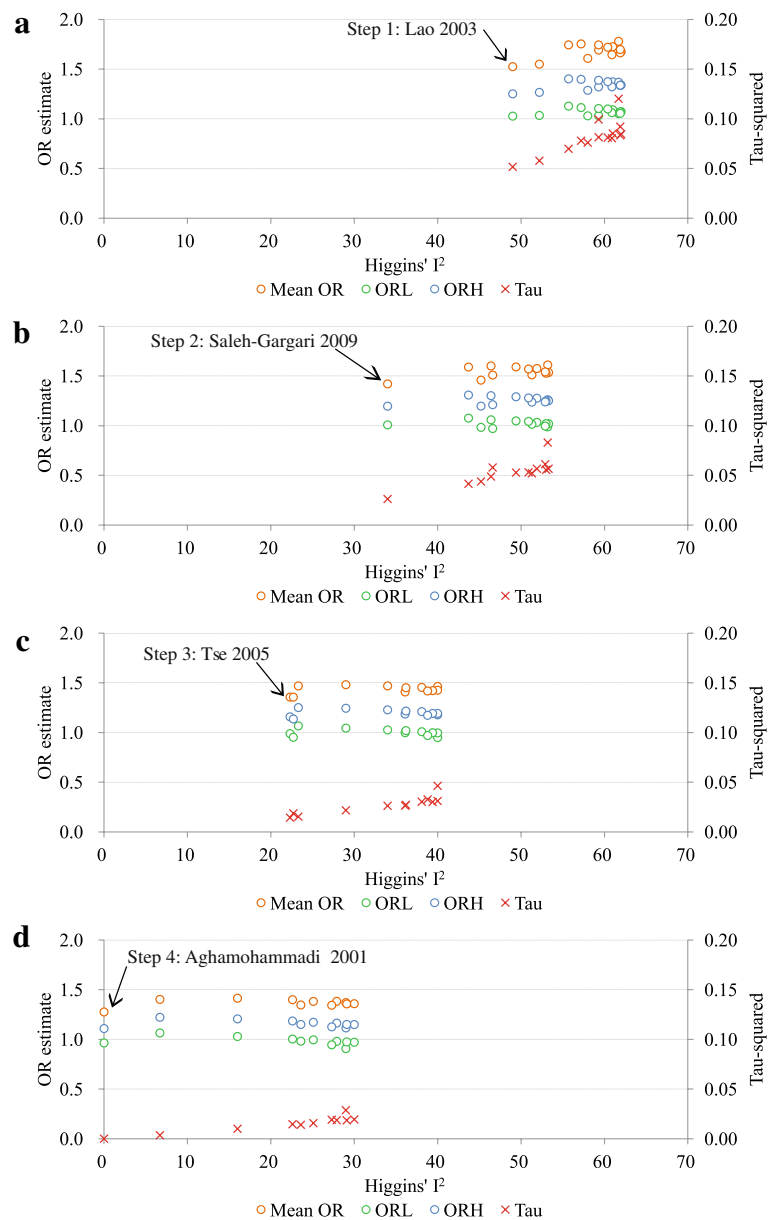 a
Step 1: Lao 2003
OR estimate
Tau-squared
2.0
1.5
1.0
0.5
0.0
0.20
0.15
0.10
0.05
0.00
0 10 20 30 40 50 60 70
Higgins' I²
Mean OR ORL ORH Tau
b
Step 2: Saleh-Gargari 2009
OR estimate
Tau-squared
2.0
1.5
1.0
0.5
0.0
0.20
0.15
0.10
0.05
0.00
0 10 20 30 40 50 60 70
Higgins' I²
Mean OR ORL ORH Tau
c
Step 3: Tse 2005
OR estimate
Tau-squared
2.0
1.5
1.0
0.5
0.0
0.20
0.15
0.10
0.05
0.00
0 10 20 30 40 50 60 70
Higgins' I²
Mean OR ORL ORH Tau
d
Step 4: Aghamohammadi 2001
OR estimate
Tau-squared
2.0
1.5
1.0
0.5
0.0
0.20
0.15
0.10
0.05
0.00
0 10 20 30 40 50 60 70
Higgins' I²
Mean OR ORL ORH Tau